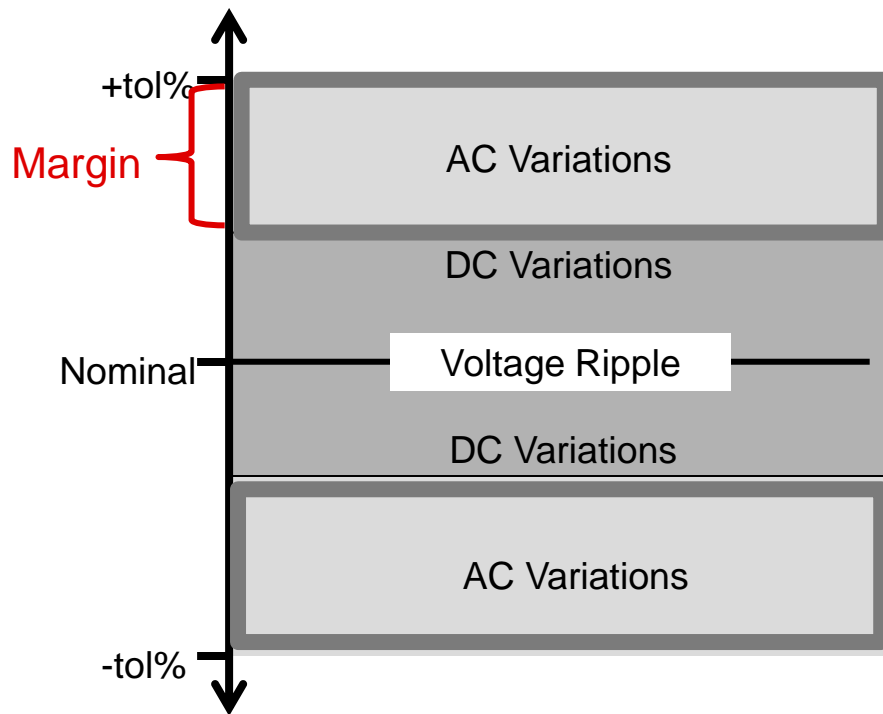 +tol%
Margin
AC Variations
DC Variations
Nominal
Voltage Ripple
DC Variations
AC Variations
-tol%